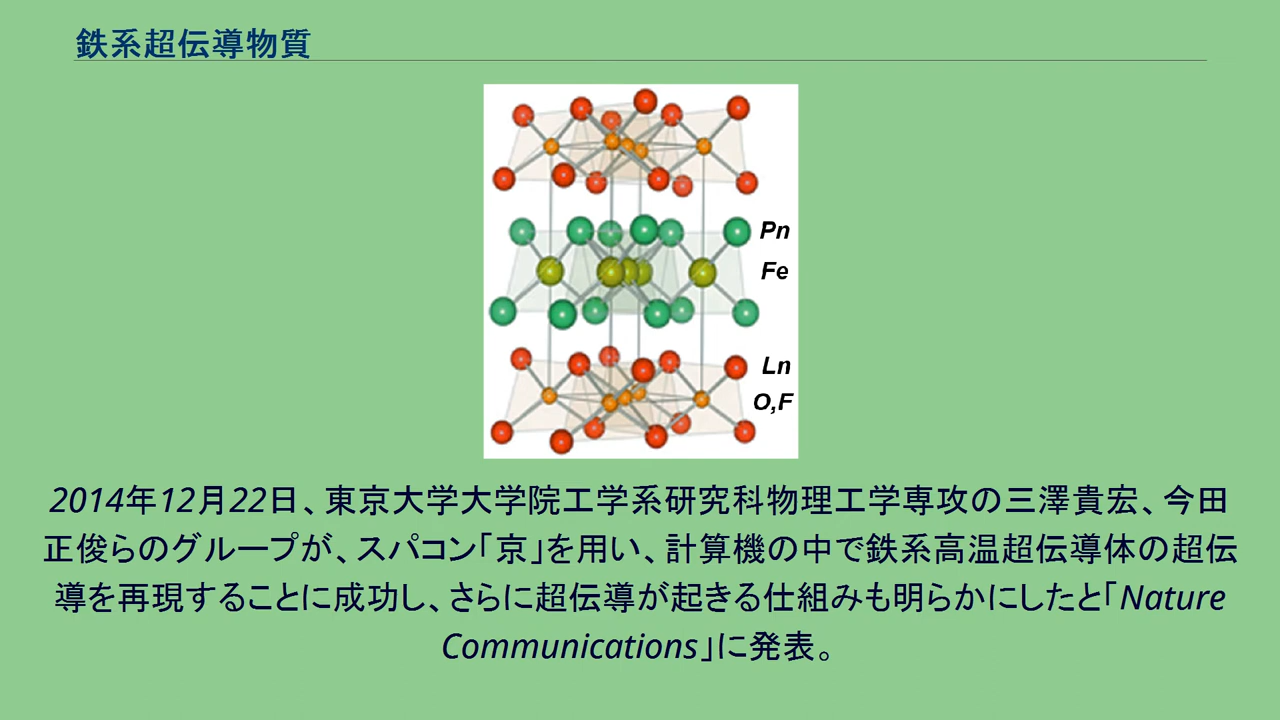 鉄系超伝導物質
Pn
Fe
Ln
O,F
2014年12月22日、東京大学大学院工学系研究科物理工学専攻の三澤貴宏、今田
正俊らのグループが、スパコン「京」を用い、計算機の中で鉄系高温超伝導体の超伝
導を再現することに成功し、さらに超伝導が起きる仕組みも明らかにしたと「Nature
Communications」に発表。